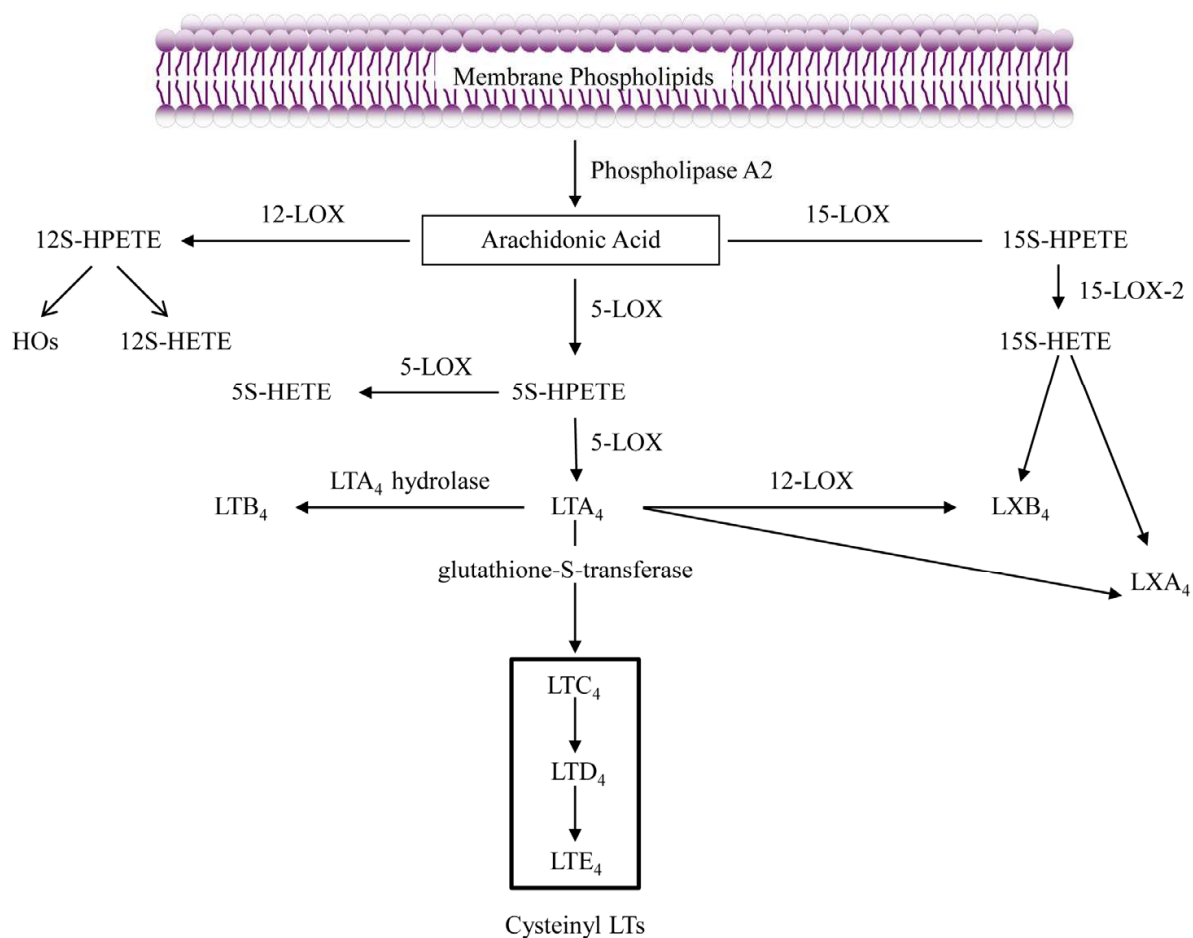 Membrane Phospholipids
Phospholipase A2
12-LOX
15-LOX
12S-HPETE
Arachidonic Acid
15S-HPETE
5-LOX
15-LOX-2
HOs
12S-HETE
15S-HETE
5-LOX
5S-HETE
5S-HPETE
5-LOX
LTA₄ hydrolase
12-LOX
LTB₄
LTA₄
LXB₄
glutathione-S-transferase
LXA₄
LTC₄
LTD₄
LTE₄
Cysteinyl LTs